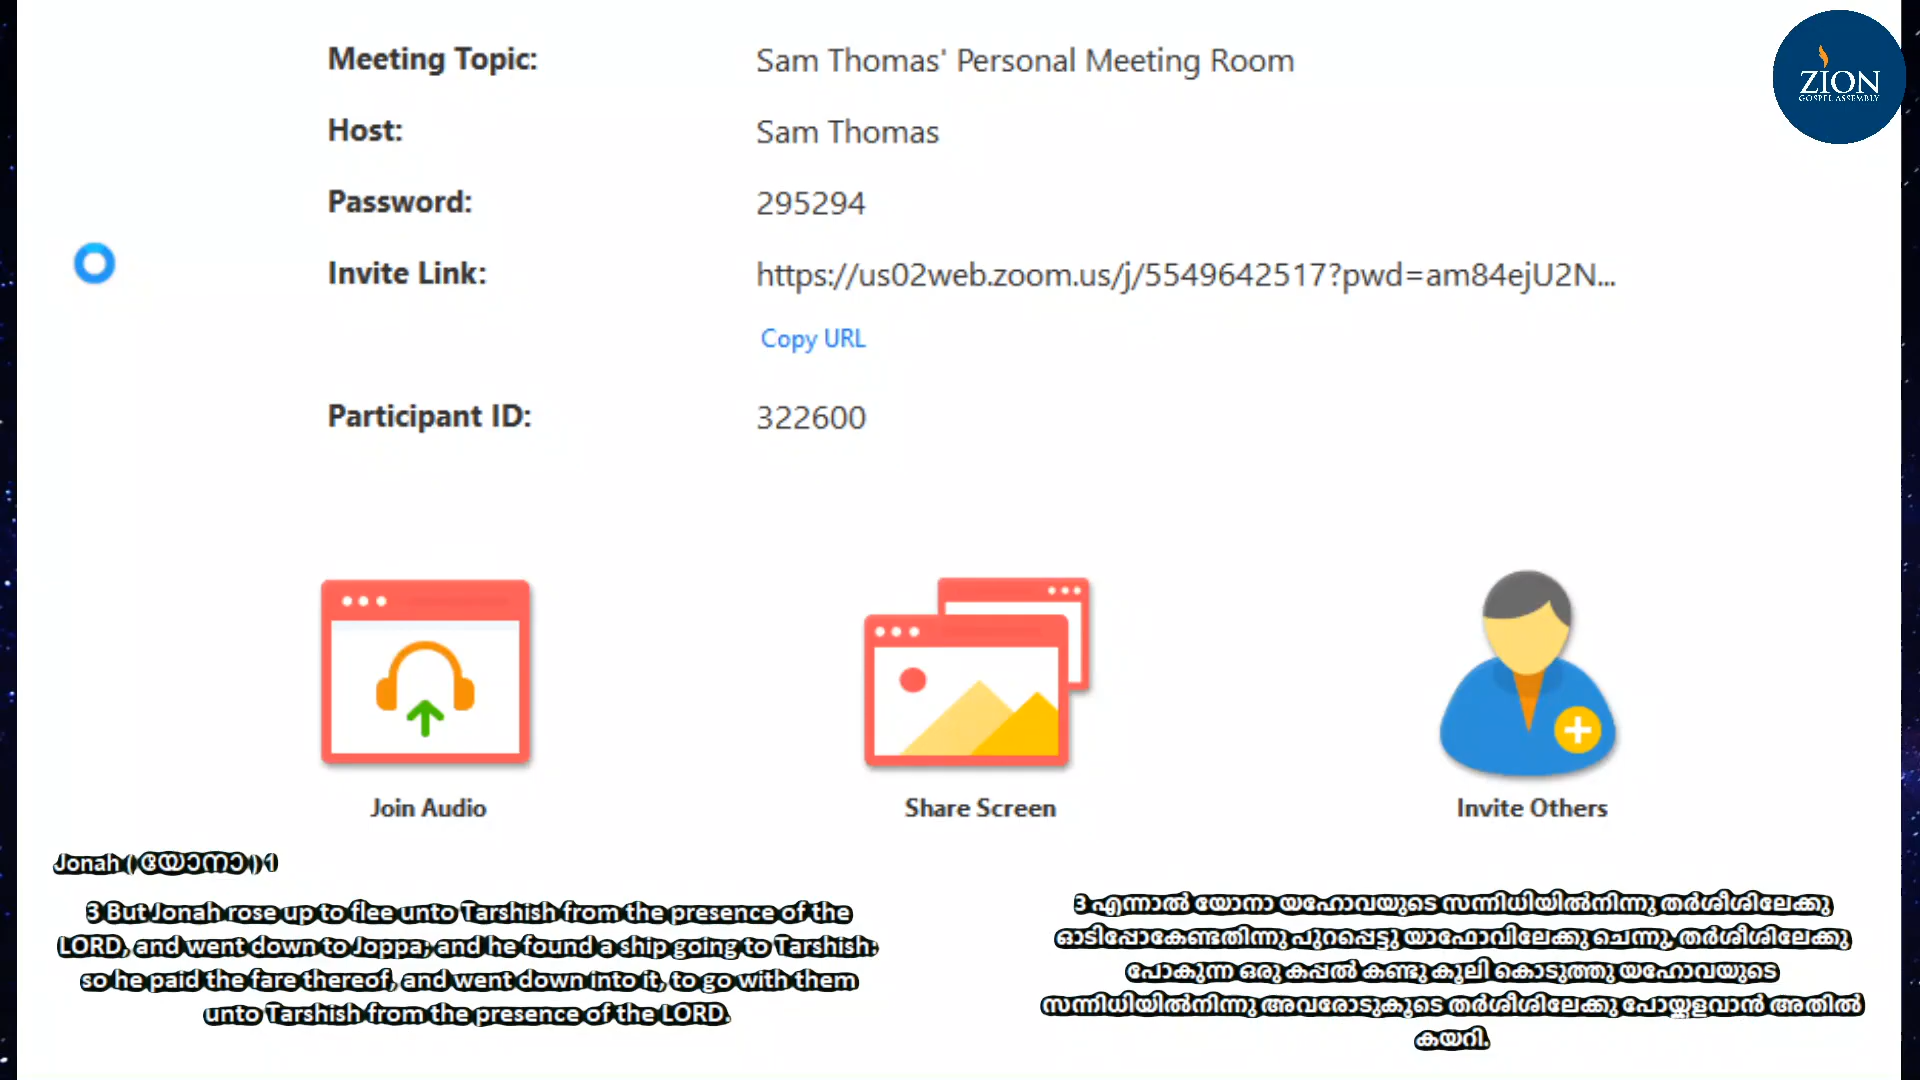 Meeting Topic: Sam Thomas' Personal Meeting Room
ZION
GOSPEL ASSEMBLY
Host: Sam Thomas
Password: 295294
Invite Link: https://us02web.zoom.us/j/5549642517?pwd=am84ejU2N...
Copy URL
Participant ID: 322600
Join Audio
Share Screen
Invite Others
Jonah (യോനാ) 1
3 But Jonah rose up to flee unto Tarshish from the presence of the
LORD, and went down to Joppa; and he found a ship going to Tarshish:
so he paid the fare thereof, and went down into it, to go with them
unto Tarshish from the presence of the LORD.
3 എന്നാൽ യോനാ യഹോവയുടെ സന്നിധിയിൽനിന്നു തർശീശിലേക്കു
ഓടിപ്പോകേണ്ടതിന്നു പുറപ്പെട്ടു യാഫോവിലേക്കു ചെന്നു, തർശീശിലേക്കു
പോകുന്ന ഒരു കപ്പൽ കണ്ടു കൂലി കൊടുത്തു യഹോവയുടെ
സന്നിധിയിൽനിന്നു അവരോടുകൂടെ തർശീശിലേക്കു പോയ്ക്കളവാൻ അതിൽ
കയറി.